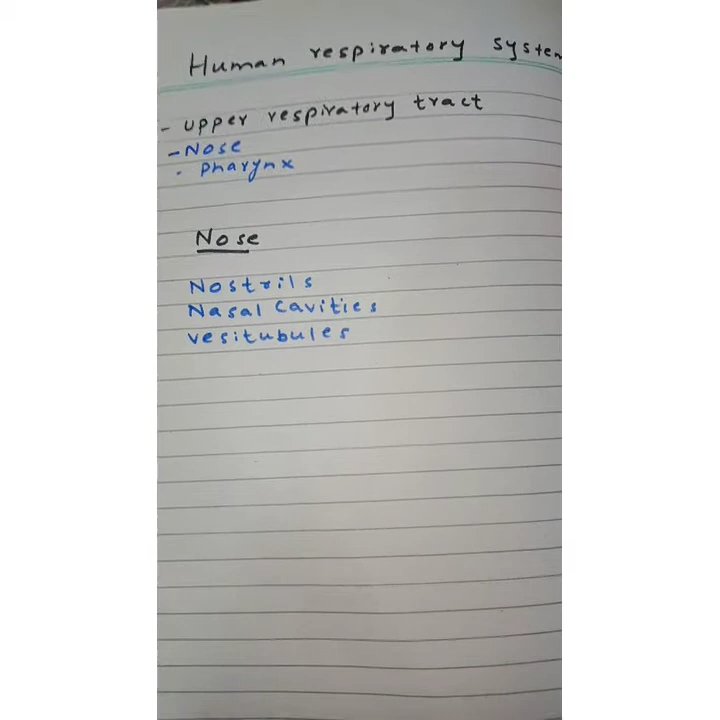 Human respiratory system
- upper respiratory tract
- Nose
- Pharynx
Nose
Nostrils
Nasal Cavities
vesitubules